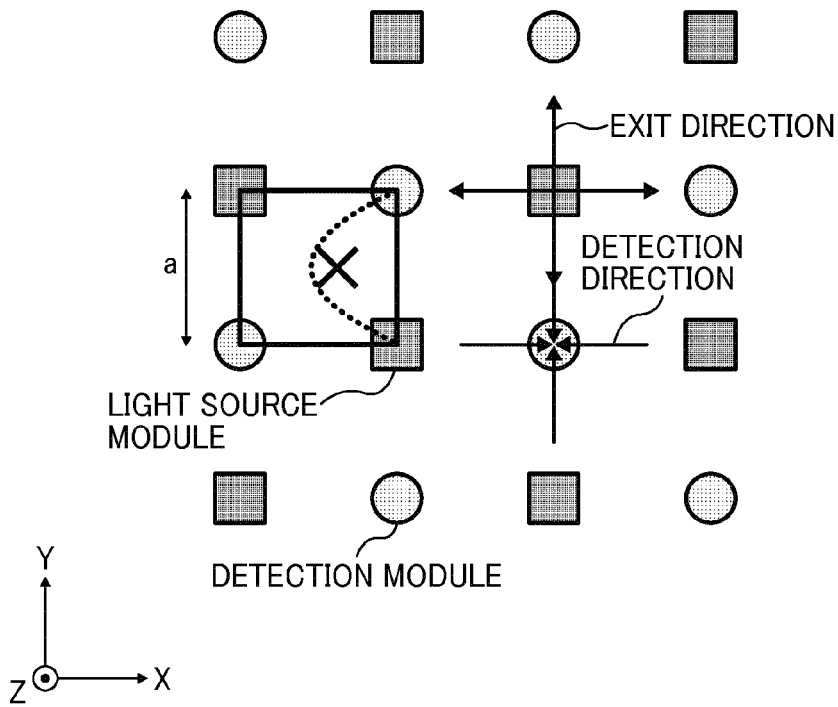 EXIT DIRECTION
a
DETECTION
DIRECTION
LIGHT SOURCE
MODULE
DETECTION MODULE
Y
Z
X